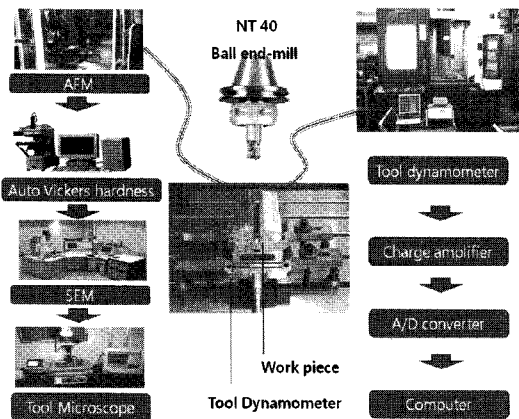 NT 40
Ball end-mill
AFM
Auto Vickers hardness
SEM
Tool Microscope
Work piece
Tool Dynamometer
Tool dynamometer
Charge amplifier
A/D converter
Computer